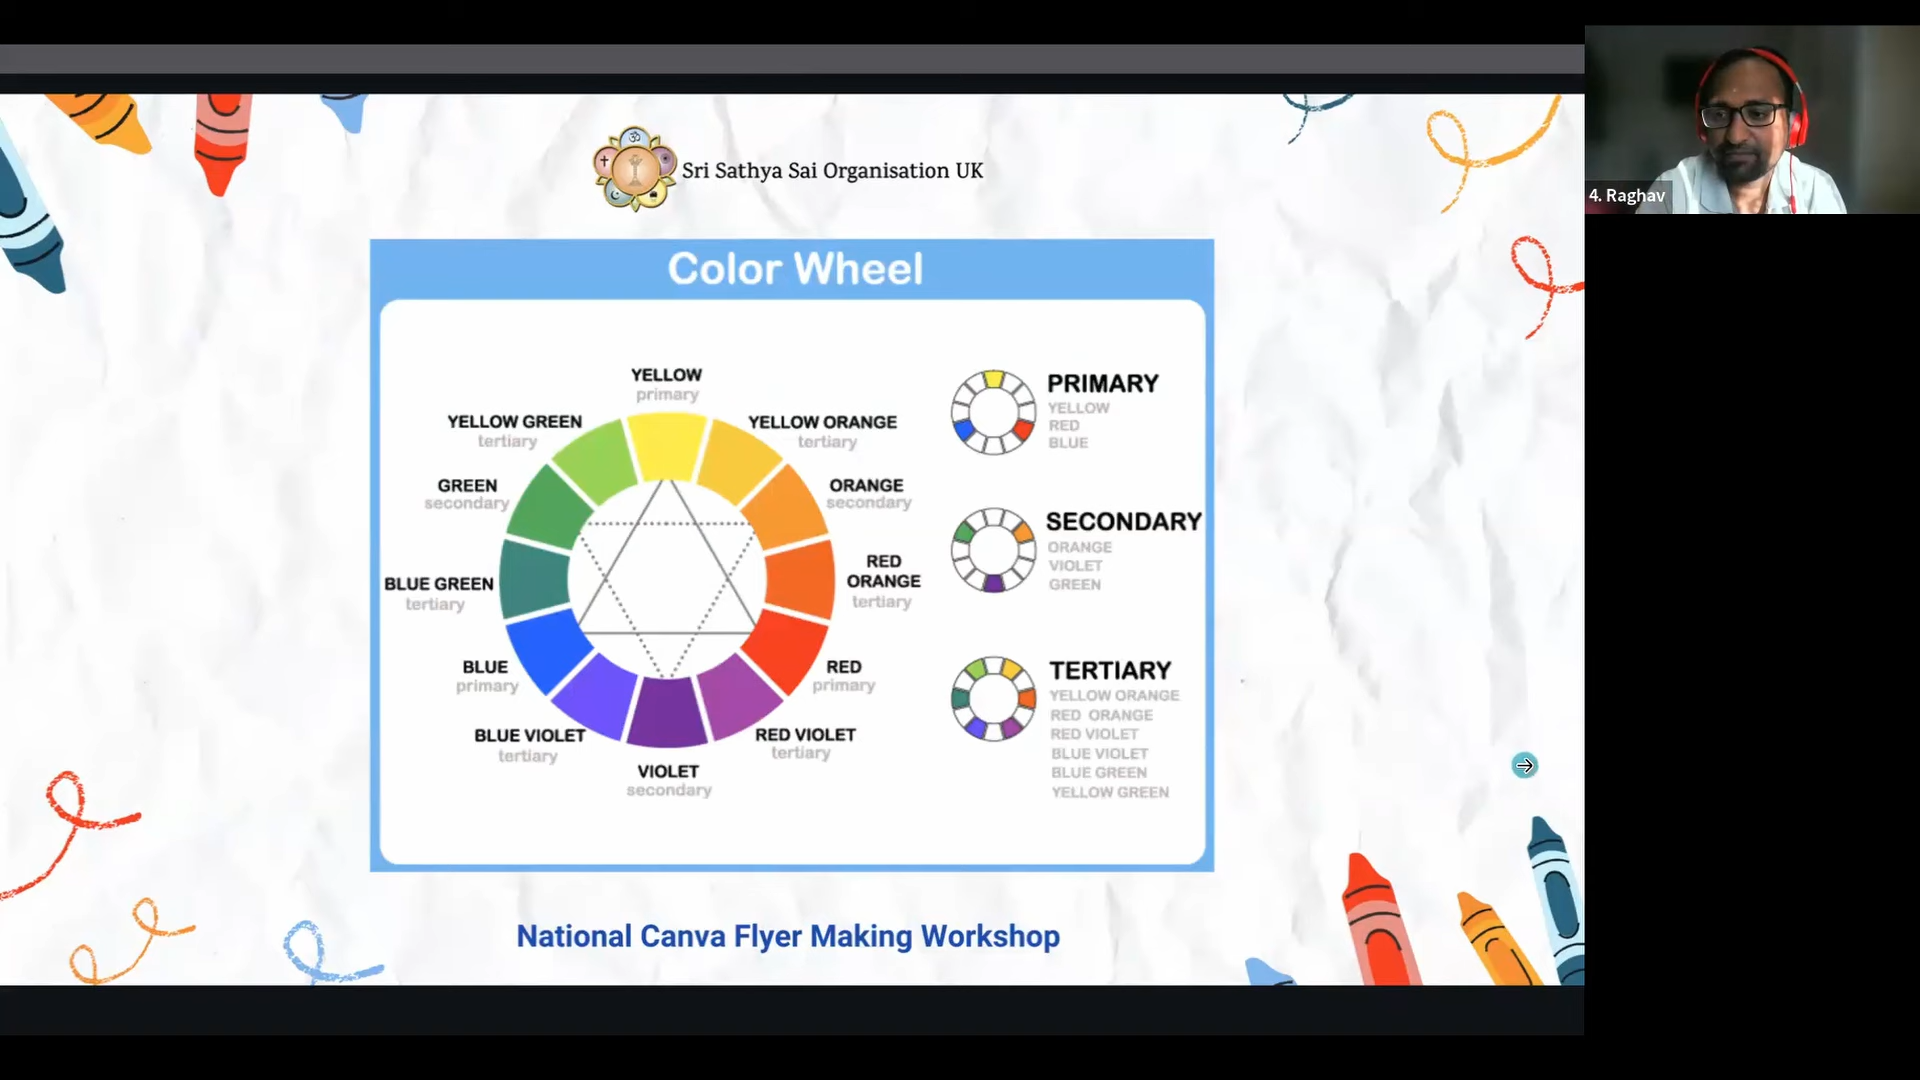 Sri Sathya Sai Organisation UK
4. Raghav
Color Wheel
YELLOW
primary
YELLOW GREEN
tertiary
YELLOW ORANGE
tertiary
GREEN
secondary
ORANGE
secondary
BLUE GREEN
tertiary
RED
ORANGE
tertiary
BLUE
primary
RED
primary
BLUE VIOLET
tertiary
RED VIOLET
tertiary
VIOLET
secondary
PRIMARY
YELLOW
RED
BLUE
SECONDARY
ORANGE
VIOLET
GREEN
TERTIARY
YELLOW ORANGE
RED ORANGE
RED VIOLET
BLUE VIOLET
BLUE GREEN
YELLOW GREEN
National Canva Flyer Making Workshop